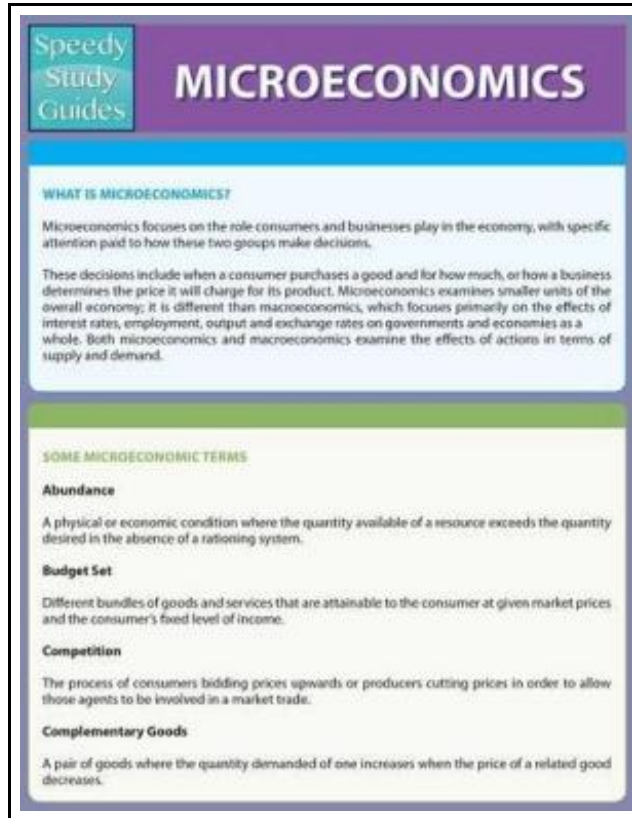 Speedy
Study
Guides
MICROECONOMICS
WHAT IS MICROECONOMICS?
Microeconomics focuses on the role consumers and businesses play in the economy, with specific
attention paid to how these two groups make decisions.
These decisions include when a consumer purchases a good and for how much, or how a business
determines the price it will charge for its product. Microeconomics examines smaller units of the
overall economy; it is different than macroeconomics, which focuses primarily on the effects of
interest rates, employment, output and exchange rates on governments and economies as a
whole. Both microeconomics and macroeconomics examine the effects of actions in terms of
supply and demand.
SOME MICROECONOMIC TERMS
Abundance
A physical or economic condition where the quantity available of a resource exceeds the quantity
desired in the absence of a rationing system.
Budget Set
Different bundles of goods and services that are attainable to the consumer at given market prices
and the consumer's fixed level of income.
Competition
The process of consumers bidding prices upwards or producers cutting prices in order to allow
those agents to be involved in a market trade.
Complementary Goods
A pair of goods where the quantity demanded of one increases when the price of a related good
decreases.